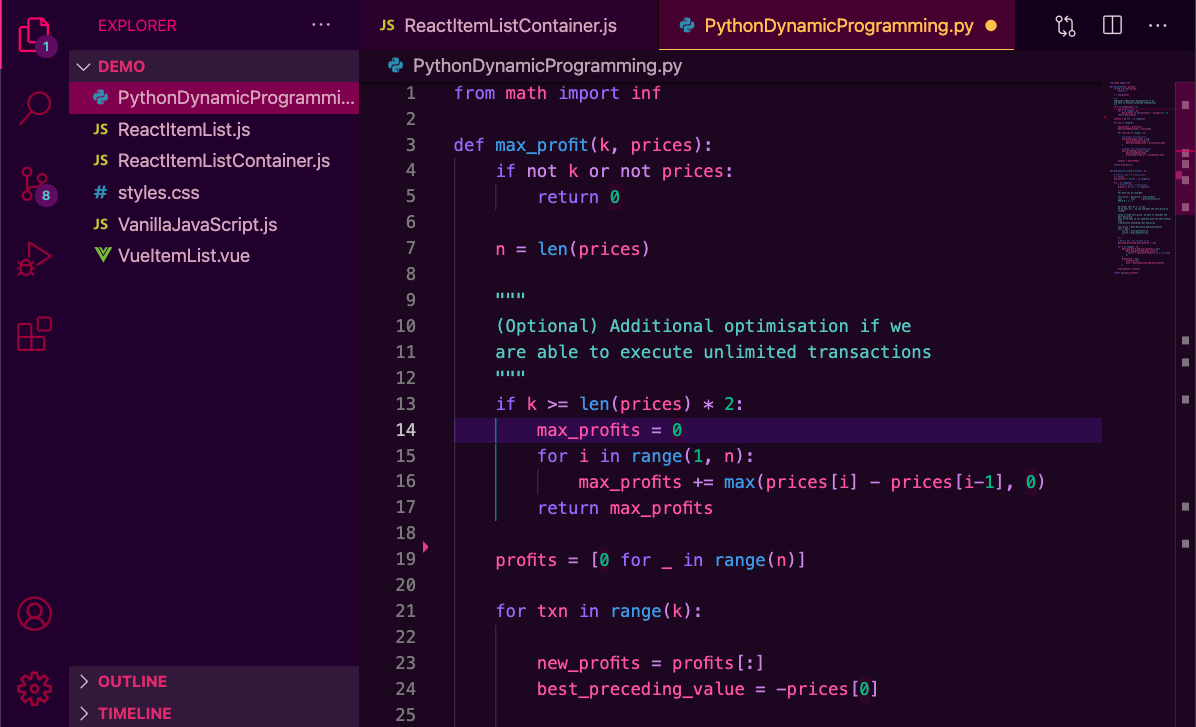 EXPLORER
DEMO
PythonDynamicProgrammi...
JS ReactItemList.js
JS ReactItemListContainer.js
# styles.css
JS VanillaJavaScript.js
VueItemList.vue
OUTLINE
TIMELINE
1
8
JS ReactItemListContainer.js
PythonDynamicProgramming.py
PythonDynamicProgramming.py
1 from math import inf
2
3 def max_profit(k, prices):
4 if not k or not prices:
5 return 0
6
7 n = len(prices)
8
9 """
10 (Optional) Additional optimisation if we
11 are able to execute unlimited transactions
12 """
13 if k >= len(prices) * 2:
14 max_profits = 0
15 for i in range(1, n):
16 max_profits += max(prices[i] - prices[i-1], 0)
17 return max_profits
18
19 profits = [0 for _ in range(n)]
20
21 for txn in range(k):
22
23 new_profits = profits[:]
24 best_preceding_value = -prices[0]
25